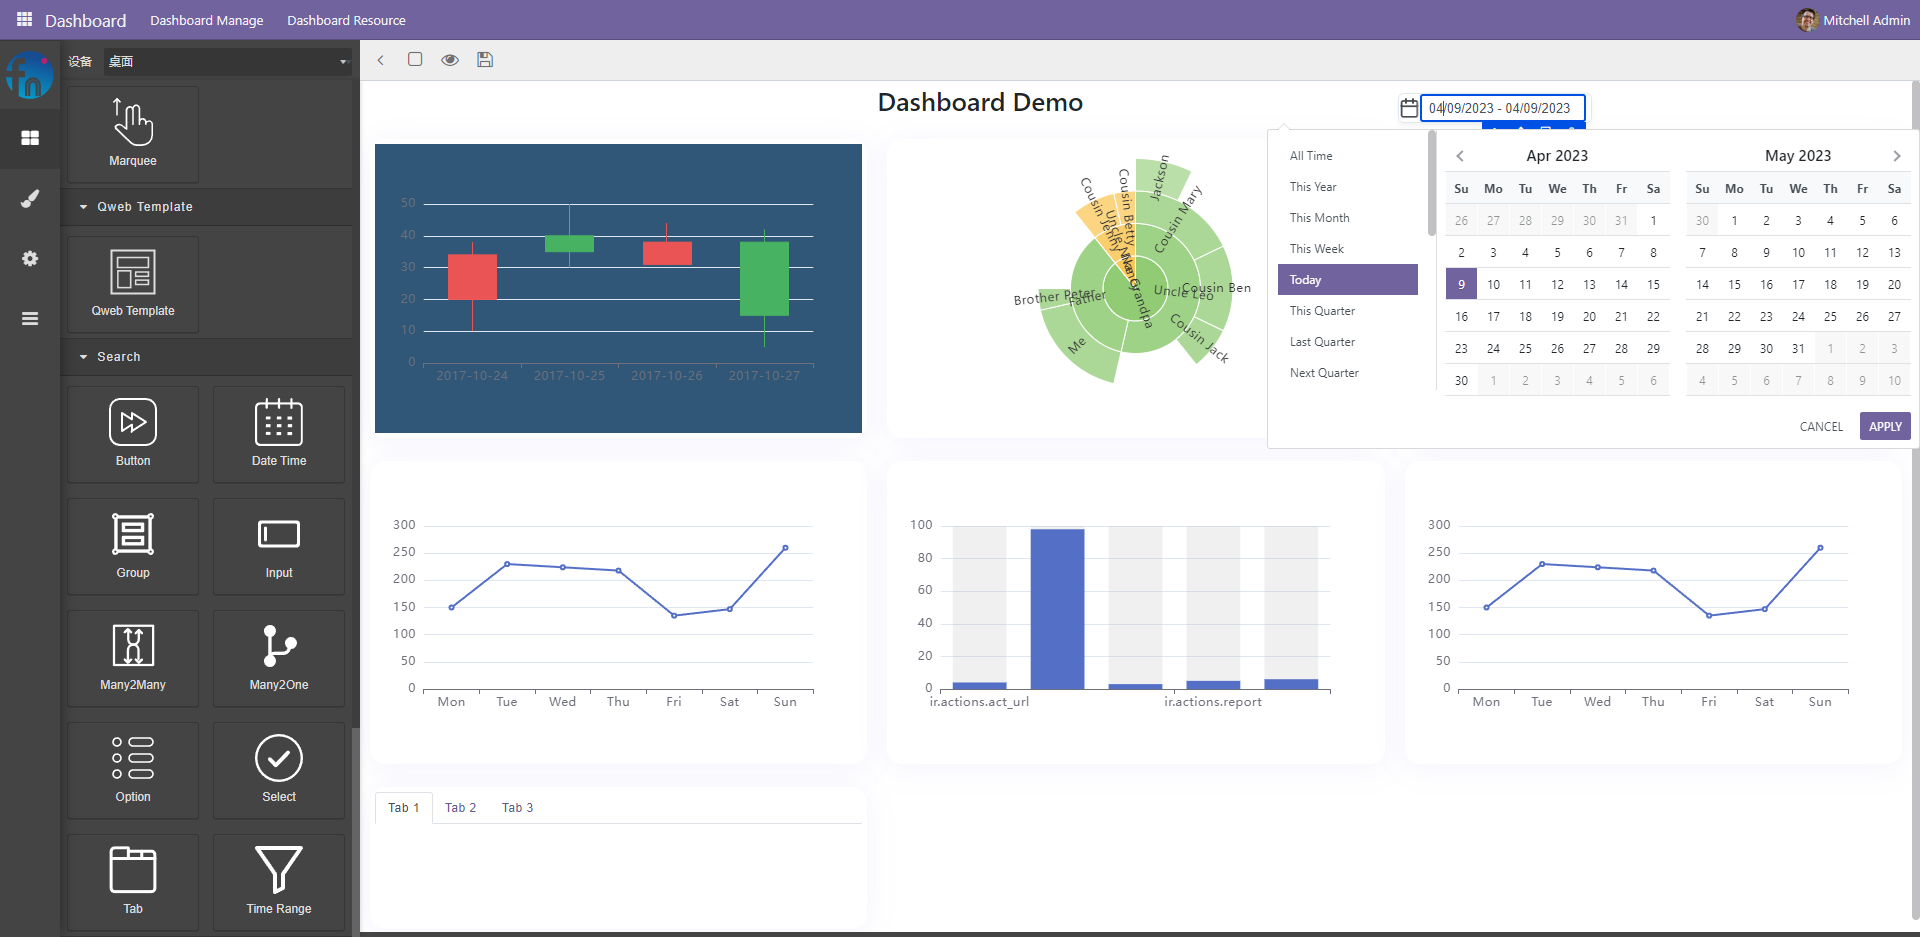 Dashboard
Dashboard Manage
Dashboard Resource
Mitchell Admin
fn
设备
桌面
Marquee
Qweb Template
Qweb Template
Search
Button
Date Time
Group
Input
Many2Many
Many2One
Option
Select
Tab
Time Range
Dashboard Demo
04/09/2023 - 04/09/2023
50
40
30
20
10
0
2017-10-24
2017-10-25
2017-10-26
2017-10-27
Jackson
Cousin Mary
Cousin Betty
Cousin Jenny
Uncle Nike
Nancy
Grandpa
Uncle Leo
Cousin Ben
Cousin Jack
Brother Peter
Father
Me
All Time
This Year
This Month
This Week
Today
This Quarter
Last Quarter
Next Quarter
Apr 2023
Su Mo Tu We Th Fr Sa
26 27 28 29 30 31 1
2 3 4 5 6 7 8
9 10 11 12 13 14 15
16 17 18 19 20 21 22
23 24 25 26 27 28 29
30 1 2 3 4 5 6
May 2023
Su Mo Tu We Th Fr Sa
30 1 2 3 4 5 6
7 8 9 10 11 12 13
14 15 16 17 18 19 20
21 22 23 24 25 26 27
28 29 30 31 1 2 3
4 5 6 7 8 9 10
CANCEL
APPLY
300
250
200
150
100
50
0
Mon Tue Wed Thu Fri Sat Sun
100
80
60
40
20
0
ir.actions.act_url
ir.actions.report
300
250
200
150
100
50
0
Mon Tue Wed Thu Fri Sat Sun
Tab 1
Tab 2
Tab 3